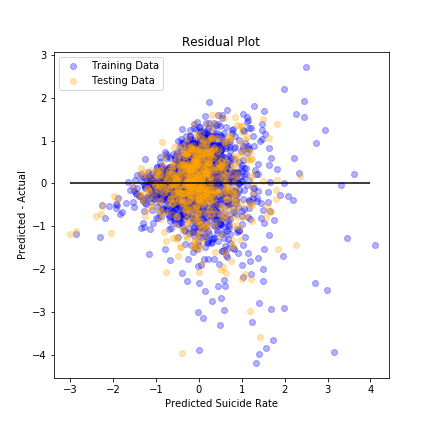 Residual Plot
Training Data
Testing Data
Predicted - Actual
3
2
1
0
−1
−2
−3
−4
−3 −2 −1 0 1 2 3 4
Predicted Suicide Rate